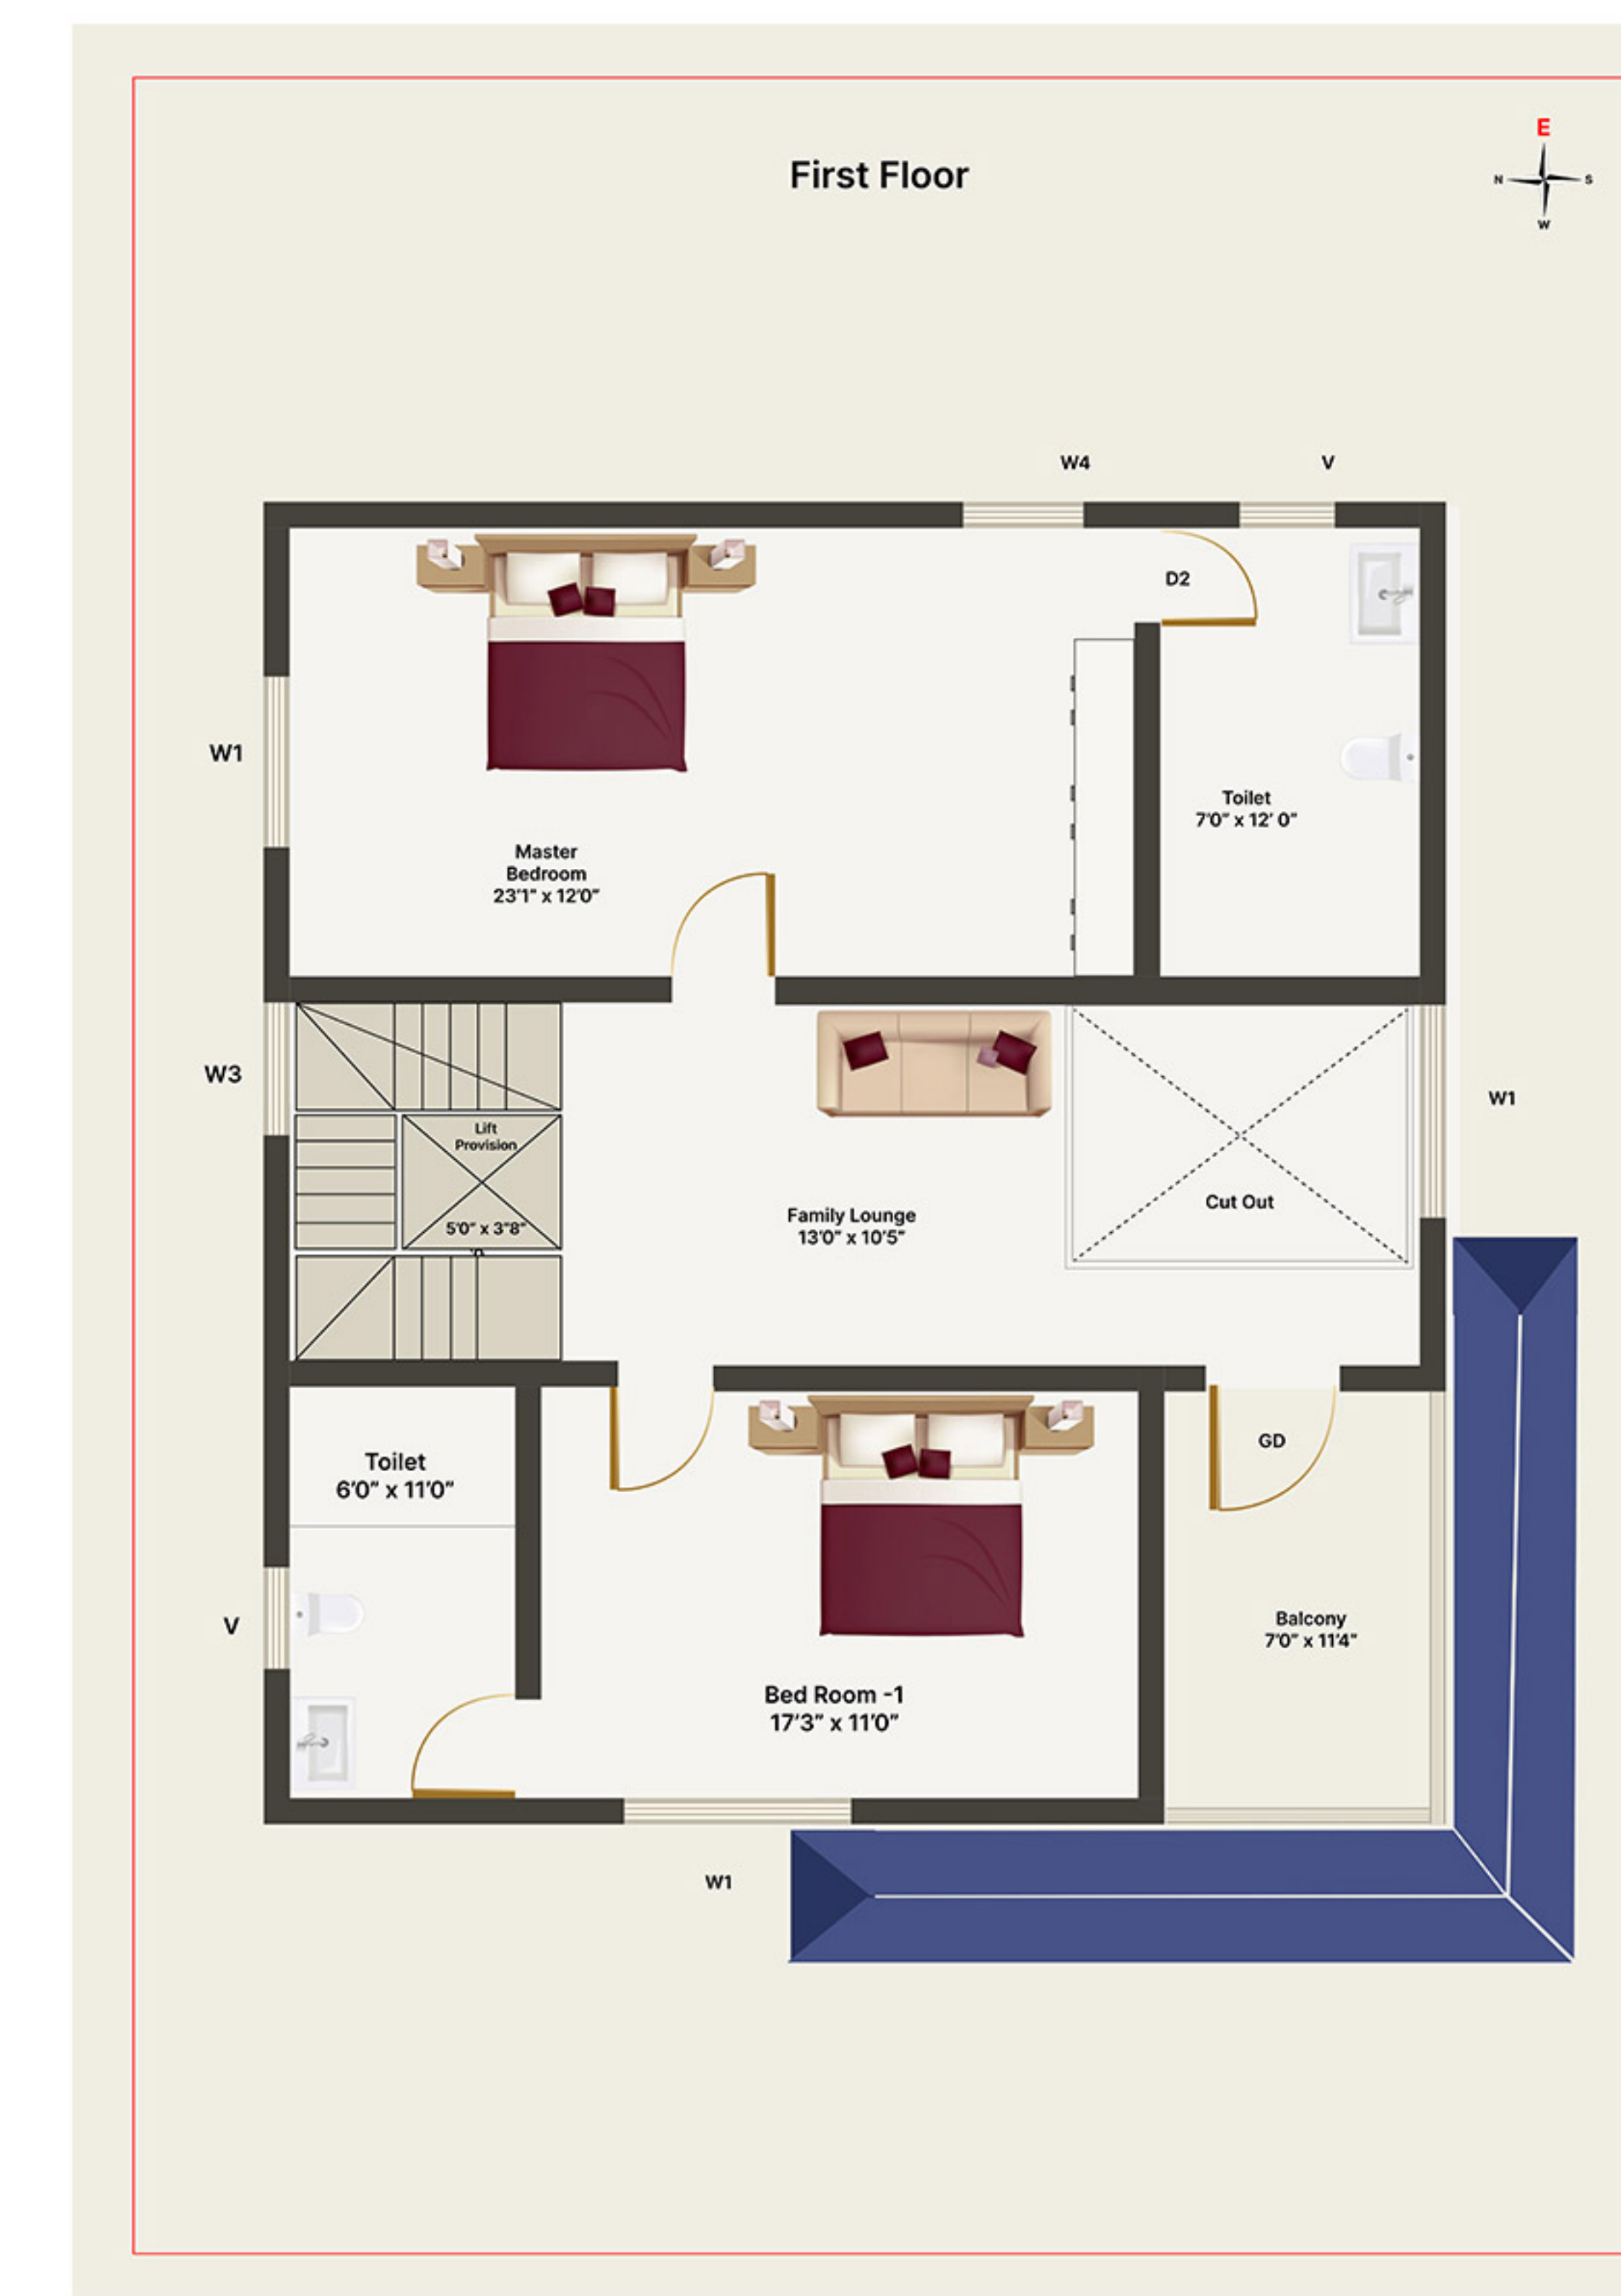 First Floor
E
N
S
W
W4
V
D2
W1
Toilet
7'0" x 12' 0"
Master
Bedroom
23'1" x 12'0"
W3
W1
Lift
Provision
5'0" x 3"8"
Cut Out
Family Lounge
13'0" x 10'5"
GD
Toilet
6'0" x 11'0"
V
Balcony
7'0" x 11'4"
Bed Room -1
17'3" x 11'0"
W1